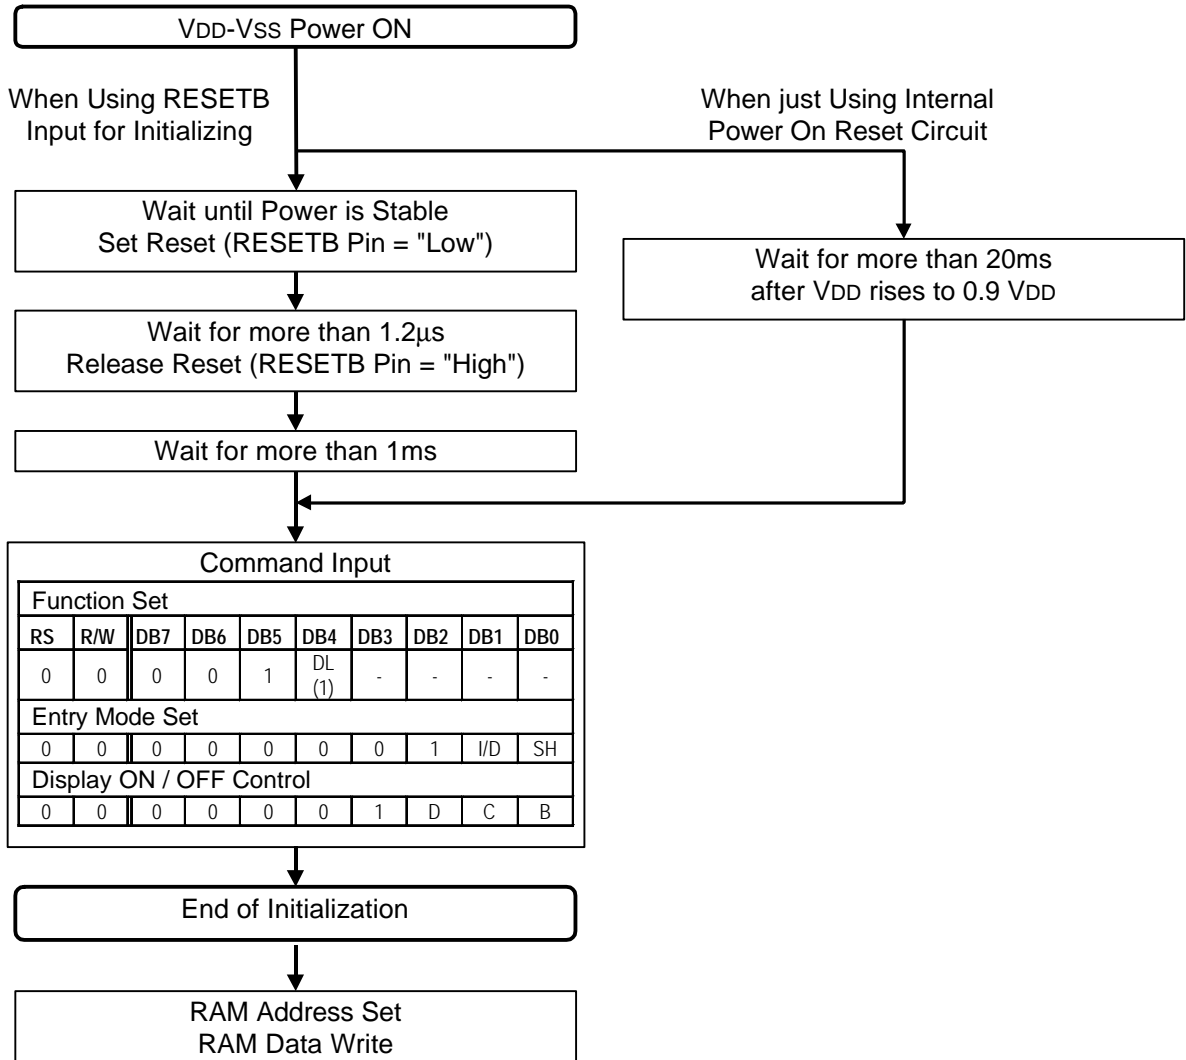 VDD-VSS Power ON
When Using RESETB
Input for Initializing
When just Using Internal
Power On Reset Circuit
Wait until Power is Stable
Set Reset (RESETB Pin = "Low")
Wait for more than 20ms
after VDD rises to 0.9 VDD
Wait for more than 1.2μs
Release Reset (RESETB Pin = "High")
Wait for more than 1ms
Command Input
Function Set
RS R/W DB7 DB6 DB5 DB4 DB3 DB2 DB1 DB0
0 0 0 0 1 DL (1) - - - -
Entry Mode Set
0 0 0 0 0 0 0 1 I/D SH
Display ON / OFF Control
0 0 0 0 0 0 1 D C B
End of Initialization
RAM Address Set
RAM Data Write